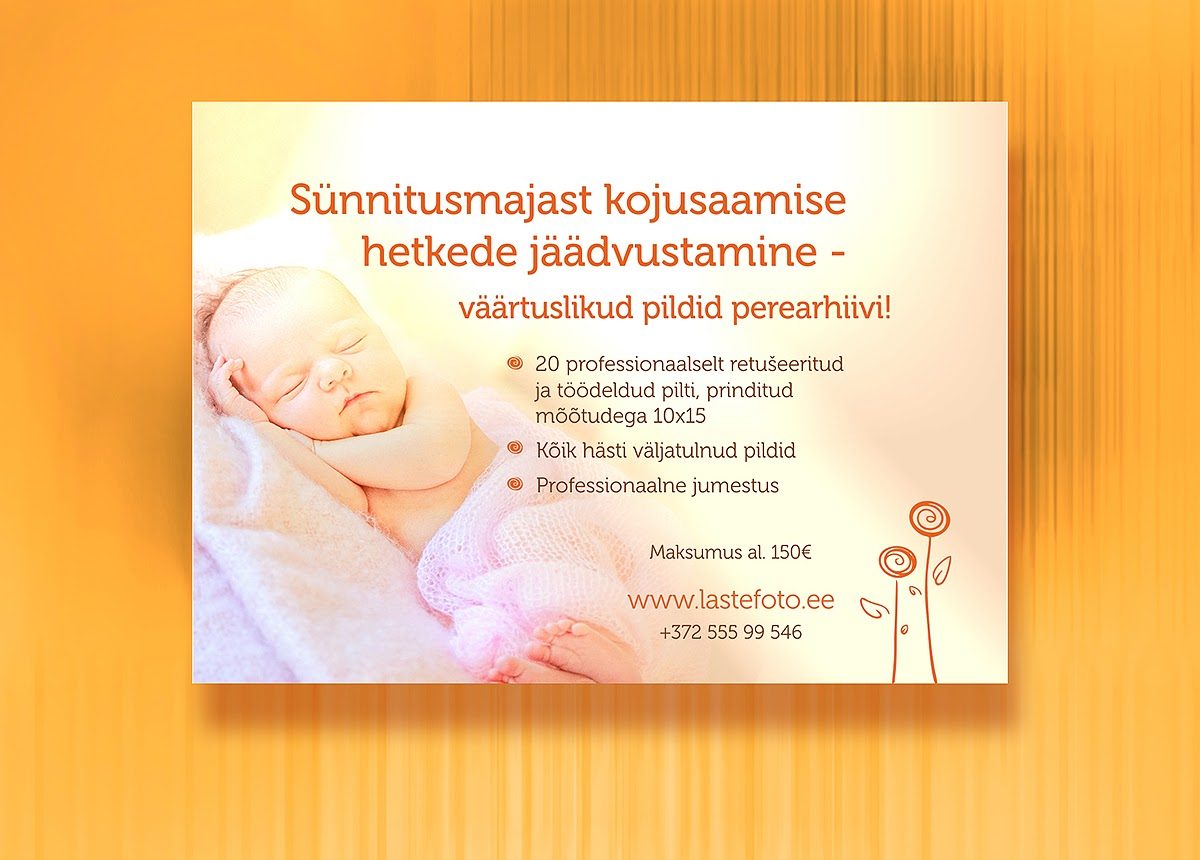 Sünnitusmajast kojusaamise
hetkede jäädvustamine -
väärtuslikud pildid perearhiivi!
20 professionaalselt retušeeritud
ja töödeldud pilti, prinditud
mõõtudega 10x15
Kõik hästi väljatulnud pildid
Professionaalne jumestus
Maksumus al. 150€
www.lastefoto.ee
+372 555 99 546